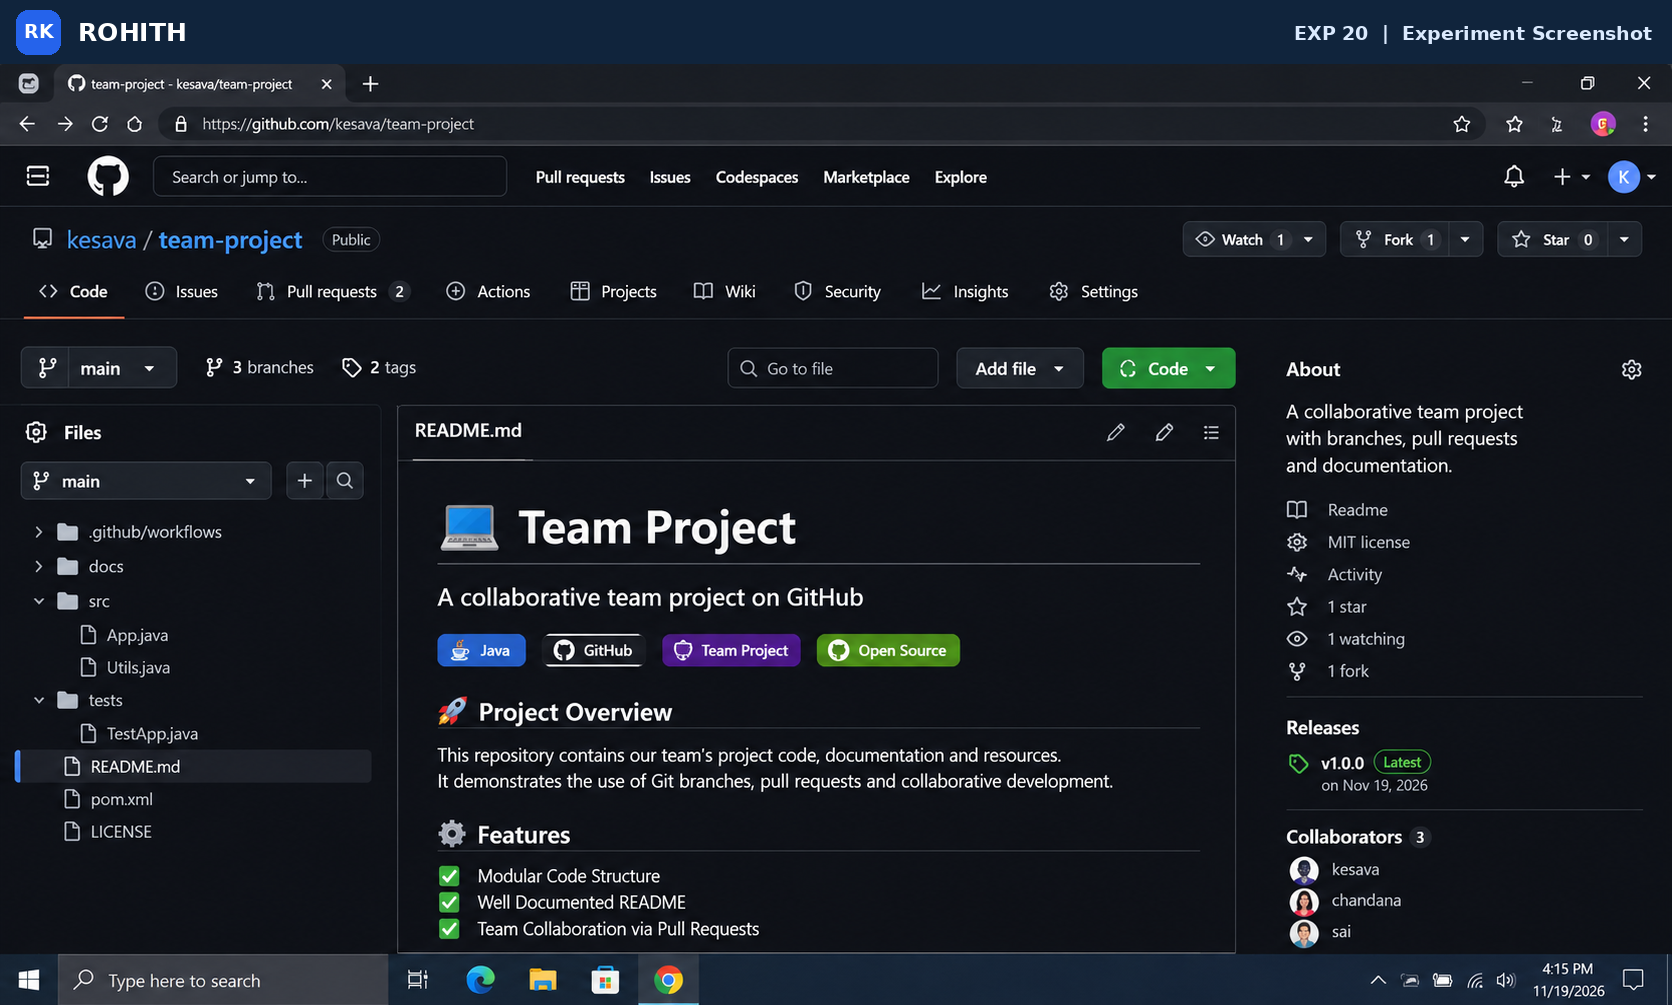 RK ROHITH
EXP 20 | Experiment Screenshot
team-project - kesava/team-project
https://github.com/kesava/team-project
Search or jump to...
Pull requests Issues Codespaces Marketplace Explore
K
kesava / team-project Public
Watch 1 Fork 1 Star 0
Code Issues Pull requests 2 Actions Projects Wiki Security Insights Settings
main 3 branches 2 tags Go to file Add file Code
Files
main
.github/workflows
docs
src
App.java
Utils.java
tests
TestApp.java
README.md
pom.xml
LICENSE
README.md
Team Project
A collaborative team project on GitHub
Java GitHub Team Project Open Source
Project Overview
This repository contains our team's project code, documentation and resources.
It demonstrates the use of Git branches, pull requests and collaborative development.
Features
Modular Code Structure
Well Documented README
Team Collaboration via Pull Requests
About
A collaborative team project
with branches, pull requests
and documentation.
Readme
MIT license
Activity
1 star
1 watching
1 fork
Releases
v1.0.0 Latest
on Nov 19, 2026
Collaborators 3
kesava
chandana
sai
Type here to search
4:15 PM
11/19/2026